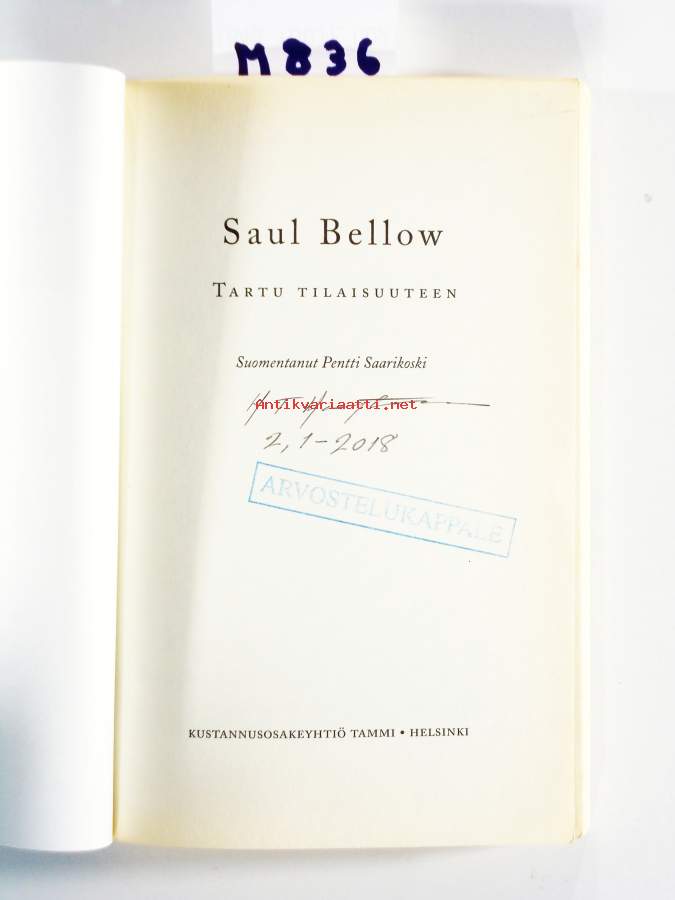 M836
Saul Bellow
TARTU TILAISUUTEEN
Suomentanut Pentti Saarikoski
Antikvariaatti.net
2,1-2018
ARVOSTELUKAPPALE
KUSTANNUSOSAKEYHTIÖ TAMMI • HELSINKI